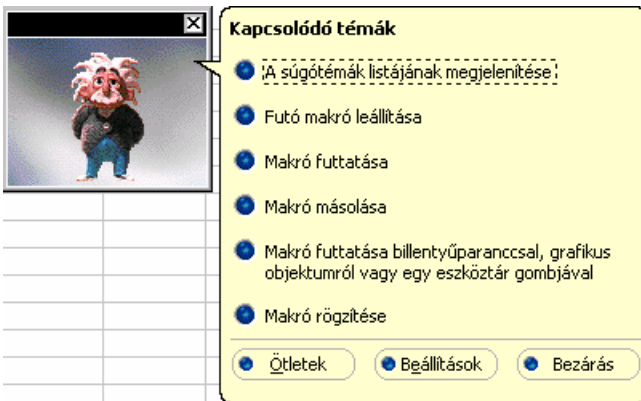 Kapcsolódó témák
A súgótémák listájának megjelenítése
Futó makró leállítása
Makró futtatása
Makró másolása
Makró futtatása billentyűparanccsal, grafikus
objektumról vagy egy eszköztár gombjával
Makró rögzítése
Ötletek Beállítások Bezárás